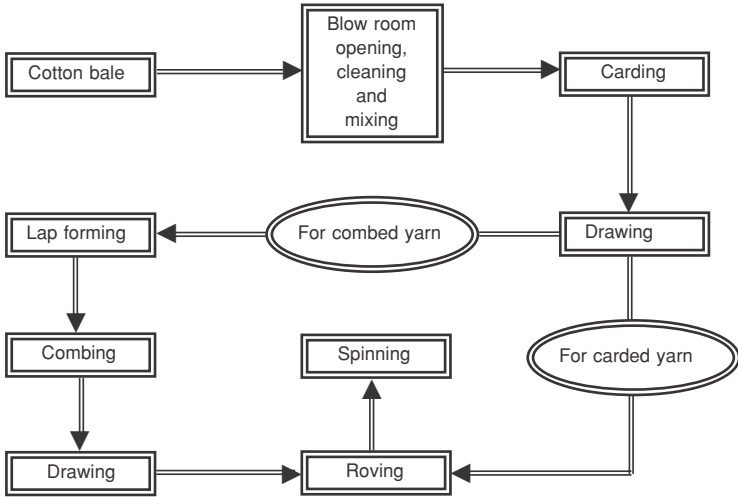 Cotton bale
Blow room
opening,
cleaning
and
mixing
Carding
Lap forming
For combed yarn
Drawing
Combing
Spinning
For carded yarn
Drawing
Roving